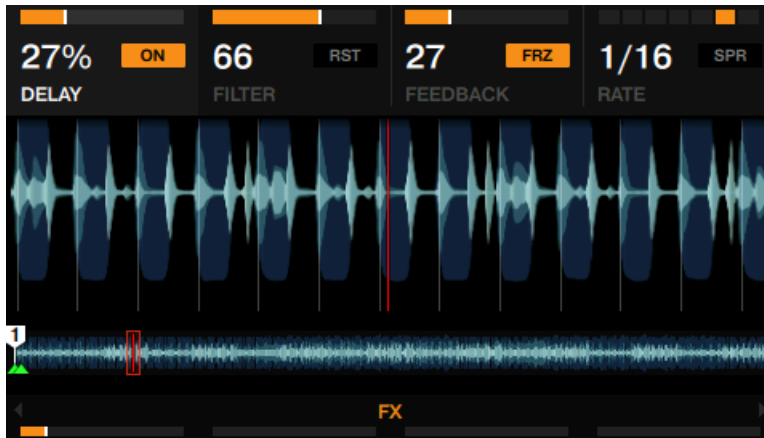 27% ON 66 RST 27 FRZ 1/16 SPR
DELAY FILTER FEEDBACK RATE
1
FX